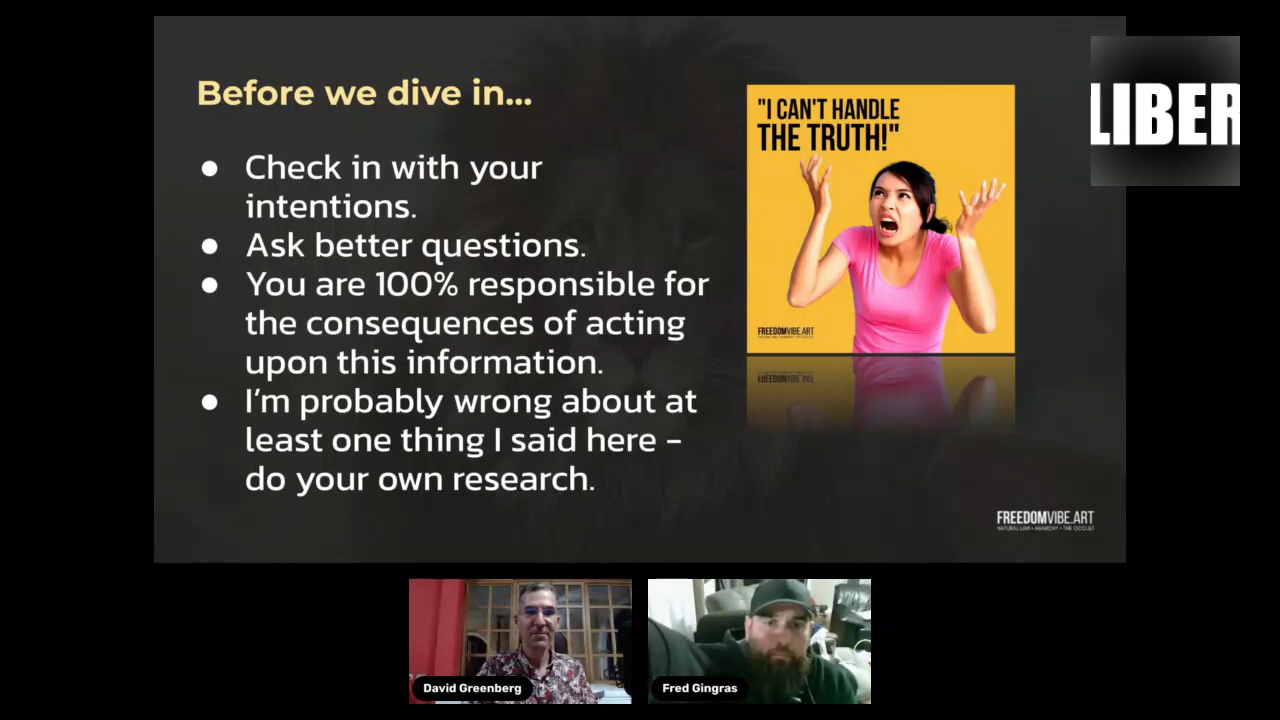 Before we dive in...
● Check in with your
intentions.
● Ask better questions.
● You are 100% responsible for
the consequences of acting
upon this information.
● I'm probably wrong about at
least one thing I said here -
do your own research.
"I CAN'T HANDLE
THE TRUTH!"
FREEDOMVIBE.ART
LIBER
FREEDOMVIBE.ART
NATURAL LAW • ANARCHY • THE OCCULT
David Greenberg
Fred Gingras